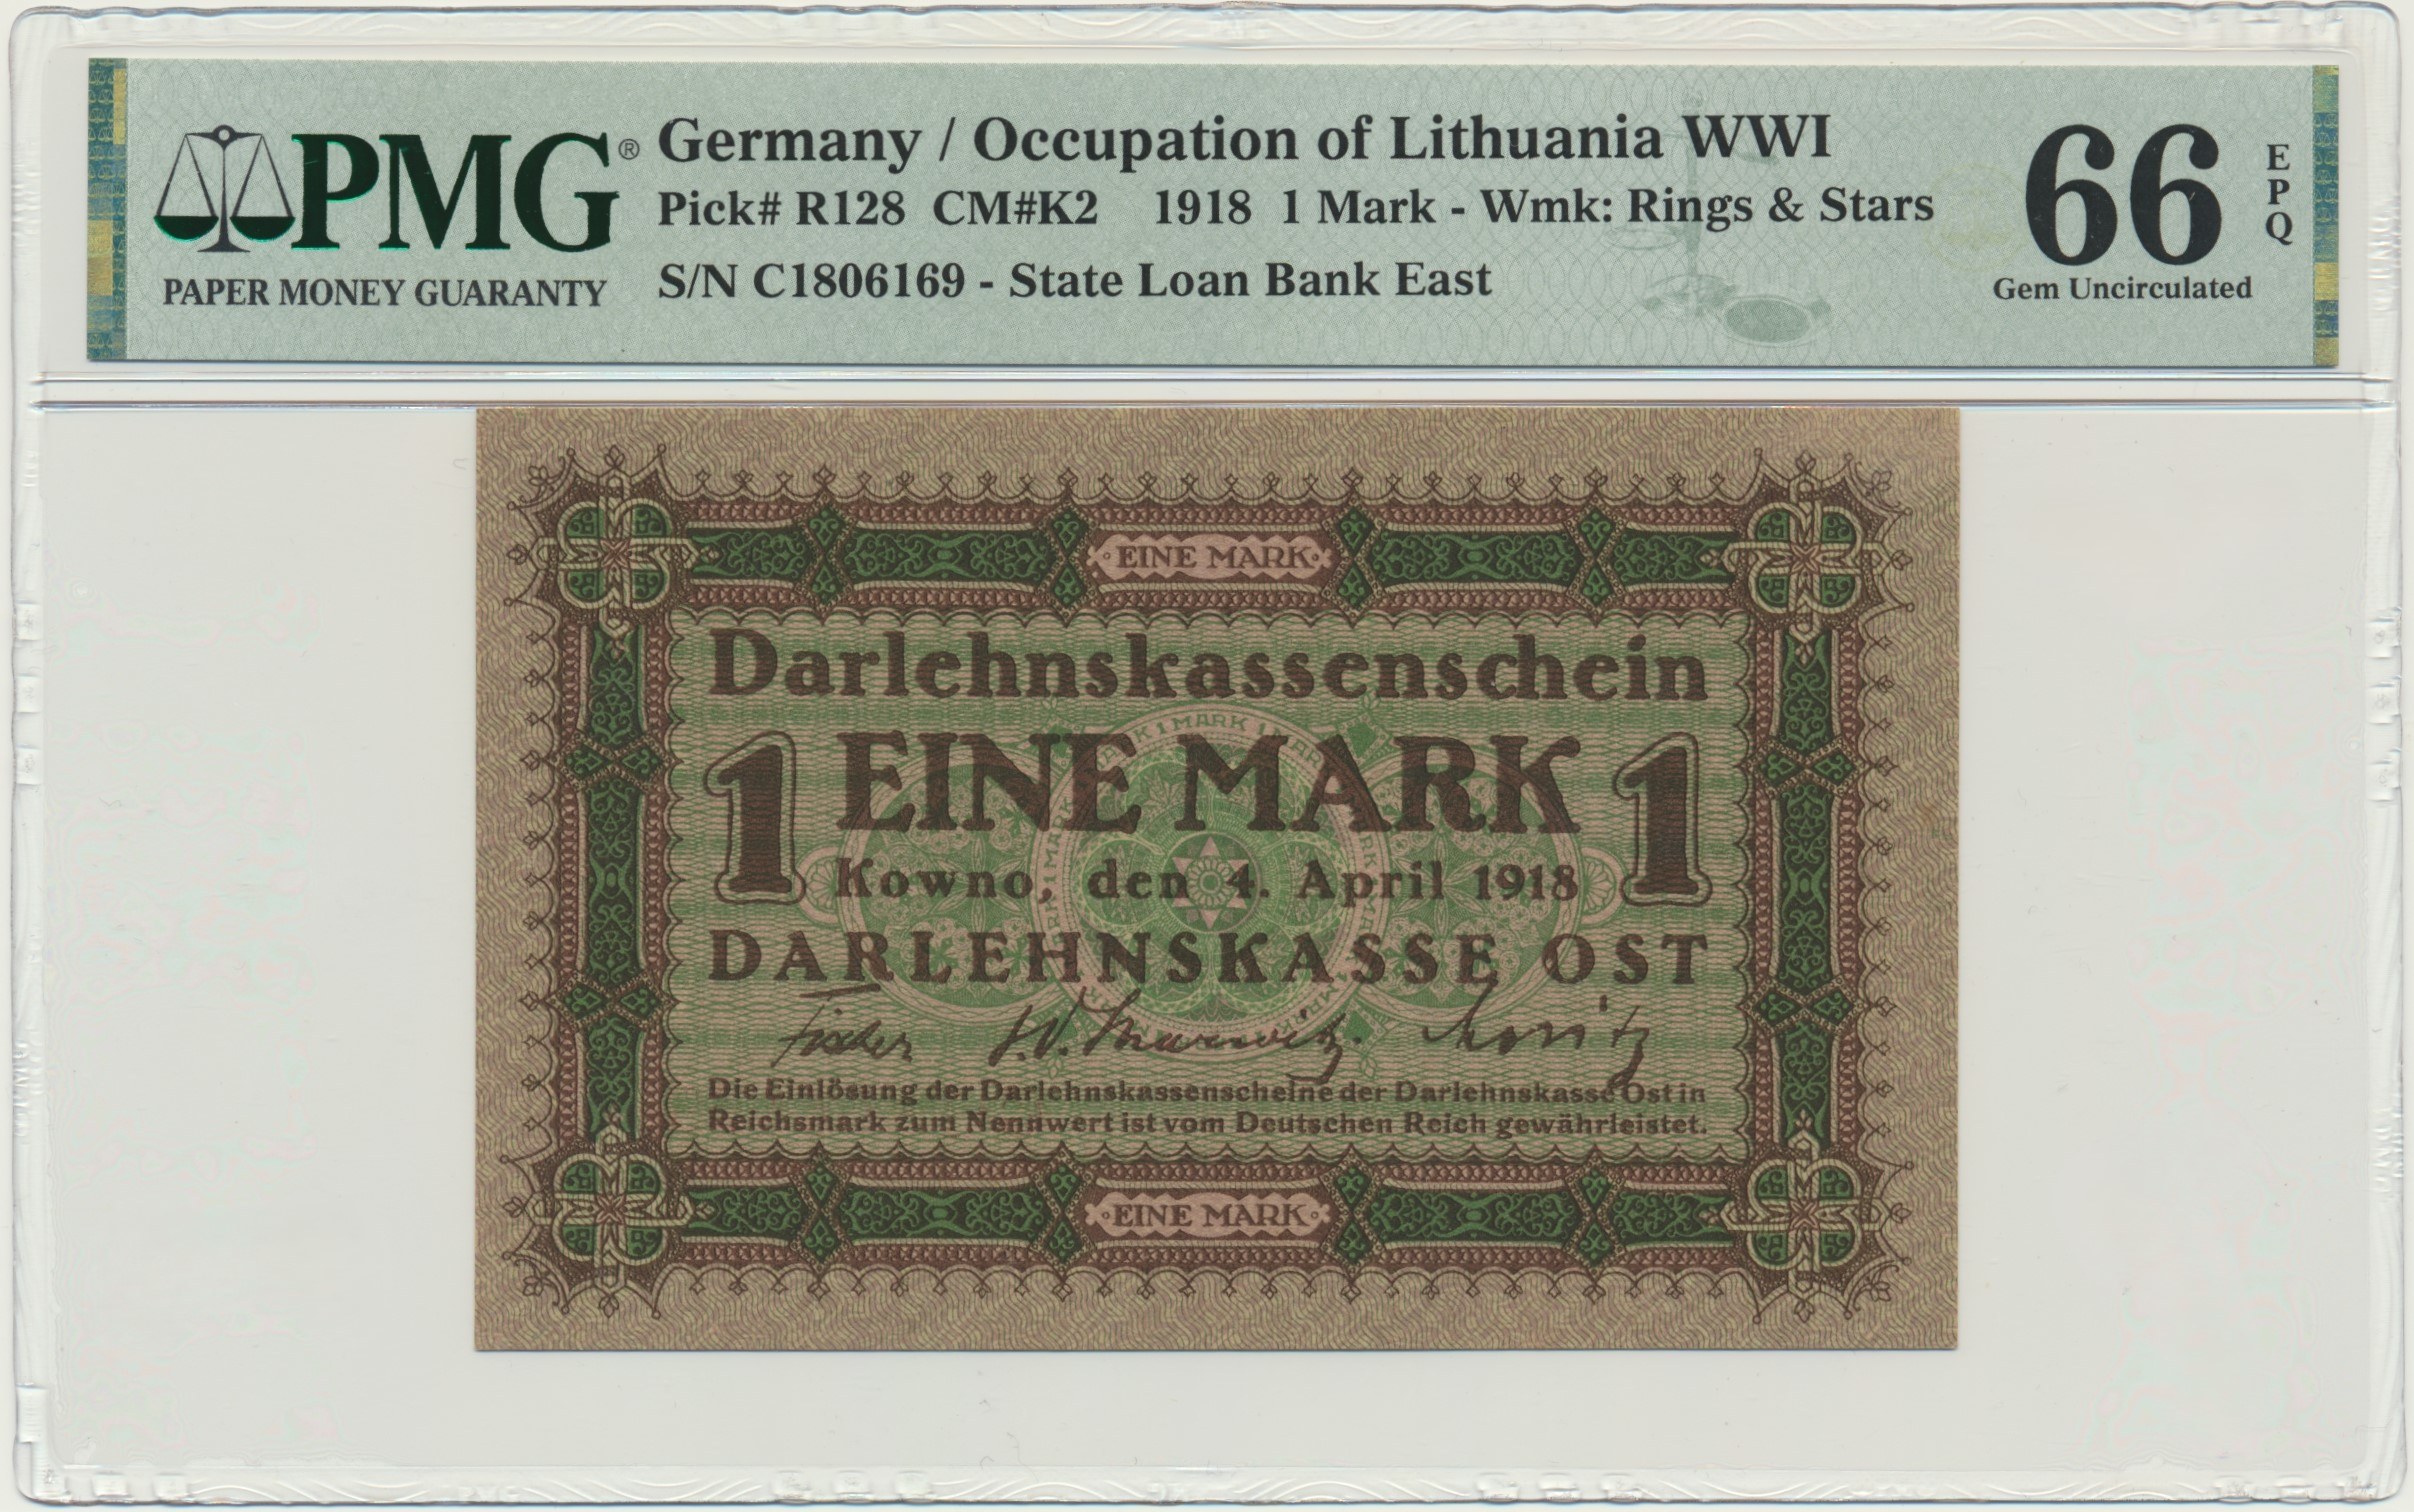 PMG®
PAPER MONEY GUARANTY
Germany / Occupation of Lithuania WWI
Pick# R128 CM#K2 1918 1 Mark - Wmk: Rings & Stars
S/N C1806169 - State Loan Bank East
66
EPQ
Gem Uncirculated
EINE MARK
Darlehnskassenschein
1 EINE MARK 1
Kowno, den 4. April 1918
DARLEHNSKASSE OST
Fischer Moritz
Die Einlösung der Darlehnskassenscheine der Darlehnskasse Ost in
Reichsmark zum Nennwert ist vom Deutschen Reich gewährleistet.
EINE MARK